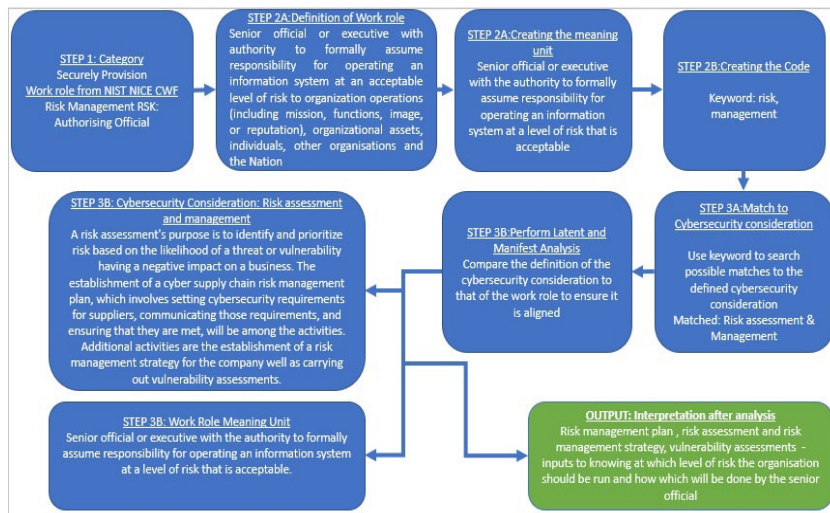 STEP 1: Category
Securely Provision
Work role from NIST NICE CWF
Risk Management RSK:
Authorising Official
STEP 2A:Definition of Work role
Senior official or executive with
authority to formally assume
responsibility for operating an
information system at an acceptable
level of risk to organization operations
(including mission, functions, image,
or reputation), organizational assets,
individuals, other organisations and
the Nation
STEP 2A:Creating the meaning
unit
Senior official or executive
with the authority to formally
assume responsibility for
operating an information
system at a level of risk that is
acceptable
STEP 2B:Creating the Code
Keyword: risk,
management
STEP 3A:Match to
Cybersecurity consideration
Use keyword to search
possible matches to the
defined cybersecurity
consideration
Matched: Risk assessment &
Management
STEP 3B:Perform Latent and
Manifest Analysis
Compare the definition of the
cybersecurity consideration to
that of the work role to ensure it
is aligned
STEP 3B: Cybersecurity Consideration: Risk assessment
and management
A risk assessment's purpose is to identify and prioritize
risk based on the likelihood of a threat or vulnerability
having a negative impact on a business. The
establishment of a cyber supply chain risk management
plan, which involves setting cybersecurity requirements
for suppliers, communicating those requirements, and
ensuring that they are met, will be among the activities.
Additional activities are the establishment of a risk
management strategy for the company well as carrying
out vulnerability assessments.
STEP 3B: Work Role Meaning Unit
Senior official or executive with the authority to formally
assume responsibility for operating an information system
at a level of risk that is acceptable.
OUTPUT: Interpretation after analysis
Risk management plan , risk assessment and risk
management strategy, vulnerability assessments -
inputs to knowing at which level of risk the organisation
should be run and how which will be done by the senior
official